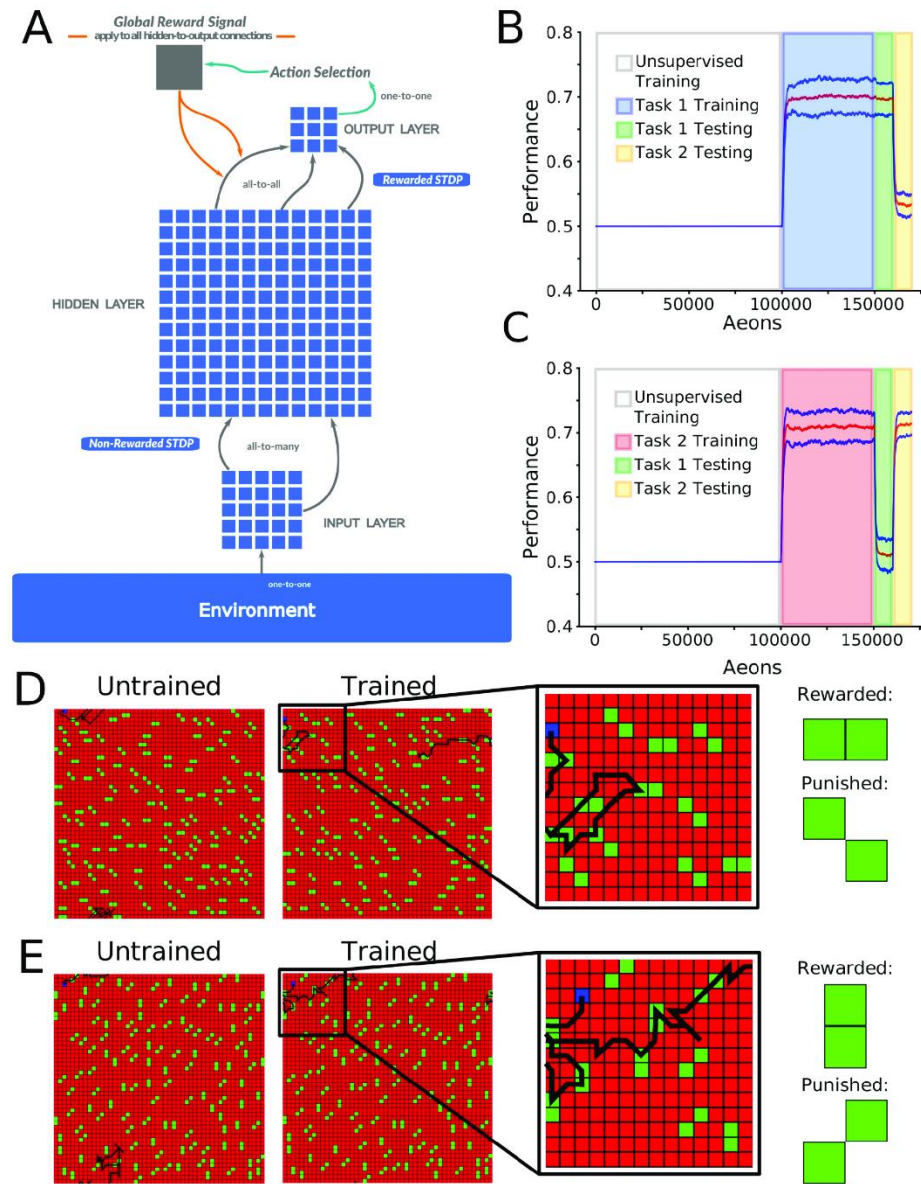 A
Global Reward Signal
apply to all hidden-to-output connections
Action Selection
one-to-one
OUTPUT LAYER
all-to-all
Rewarded STDP
HIDDEN LAYER
Non-Rewarded STDP
all-to-many
INPUT LAYER
one-to-one
Environment
B
0.8
0.7
0.6
0.5
0.4
Performance
Unsupervised
Training
Task 1 Training
Task 1 Testing
Task 2 Testing
0
50000
100000
150000
Aeons
C
0.8
0.7
0.6
0.5
0.4
Performance
Unsupervised
Training
Task 2 Training
Task 1 Testing
Task 2 Testing
0
50000
100000
150000
Aeons
D
Untrained
Trained
Rewarded:
Punished:
E
Untrained
Trained
Rewarded:
Punished: